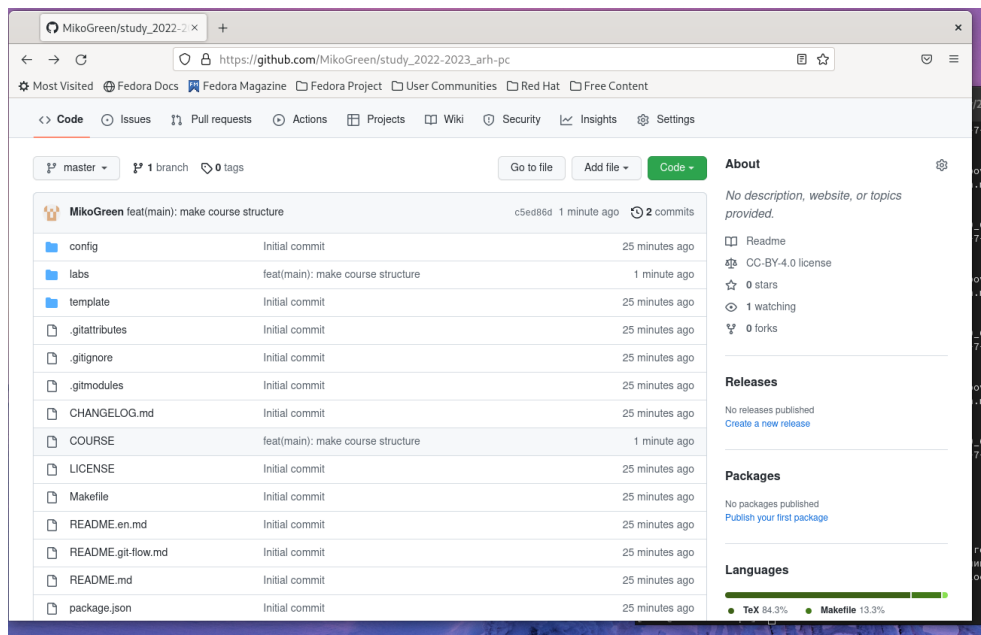 MikoGreen/study_2022-2
https://github.com/MikoGreen/study_2022-2023_arh-pc
Most Visited Fedora Docs Fedora Magazine Fedora Project User Communities Red Hat Free Content
Code Issues Pull requests Actions Projects Wiki Security Insights Settings
master 1 branch 0 tags Go to file Add file Code
MikoGreen feat(main): make course structure c5ed86d 1 minute ago 2 commits
config Initial commit 25 minutes ago
labs feat(main): make course structure 1 minute ago
template Initial commit 25 minutes ago
.gitattributes Initial commit 25 minutes ago
.gitignore Initial commit 25 minutes ago
.gitmodules Initial commit 25 minutes ago
CHANGELOG.md Initial commit 25 minutes ago
COURSE feat(main): make course structure 1 minute ago
LICENSE Initial commit 25 minutes ago
Makefile Initial commit 25 minutes ago
README.en.md Initial commit 25 minutes ago
README.git-flow.md Initial commit 25 minutes ago
README.md Initial commit 25 minutes ago
package.json Initial commit 25 minutes ago
About
No description, website, or topics
provided.
Readme
CC-BY-4.0 license
0 stars
1 watching
0 forks
Releases
No releases published
Create a new release
Packages
No packages published
Publish your first package
Languages
TeX 84.3% Makefile 13.3%